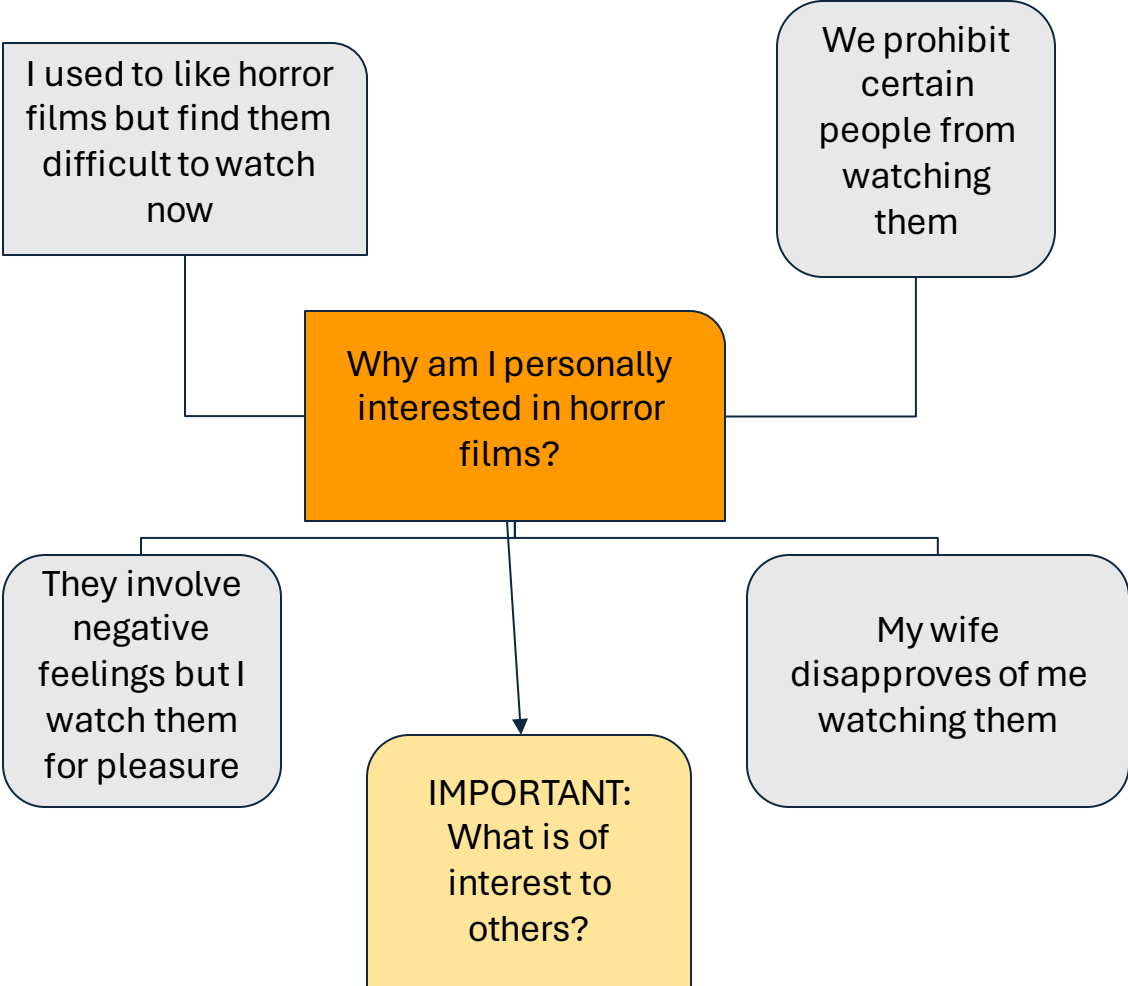 I used to like horror
films but find them
difficult to watch
now
We prohibit
certain
people from
watching
them
Why am I personally
interested in horror
films?
They involve
negative
feelings but I
watch them
for pleasure
My wife
disapproves of me
watching them
IMPORTANT:
What is of
interest to
others?